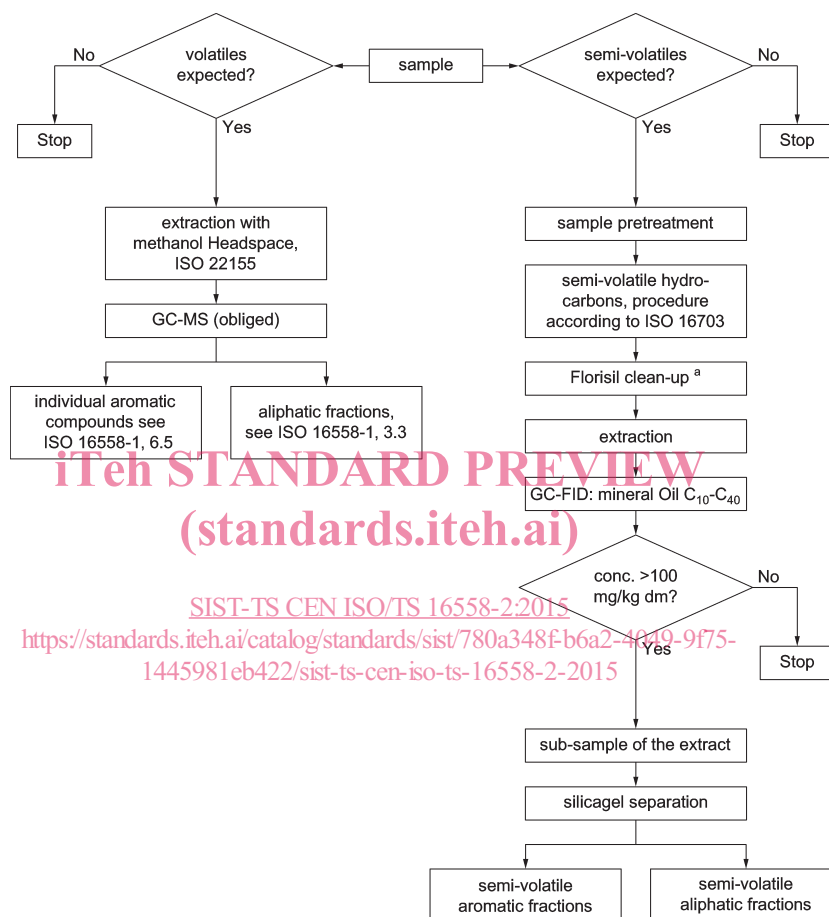 No
volatiles
expected?
sample
semi-volatiles
expected?
No
Stop
Yes
Yes
Stop
extraction with
methanol Headspace,
ISO 22155
GC-MS (obliged)
individual aromatic
compounds see
ISO 16558-1, 6.5
aliphatic fractions,
see ISO 16558-1, 3.3
sample pretreatment
semi-volatile hydro-
carbons, procedure
according to ISO 16703
Florisil clean-up a
extraction
iTeh STANDARD PREVIEW
(standards.iteh.ai)
GC-FID: mineral Oil C10-C40
conc. >100
mg/kg dm?
No
Yes
Stop
SIST-TS CEN ISO/TS 16558-2:2015
https://standards.iteh.ai/catalog/standards/sist/780a348f-b6a2-4049-9f75-
1445981eb422/sist-ts-cen-iso-ts-16558-2-2015
sub-sample of the extract
silicagel separation
semi-volatile
aromatic fractions
semi-volatile
aliphatic fractions